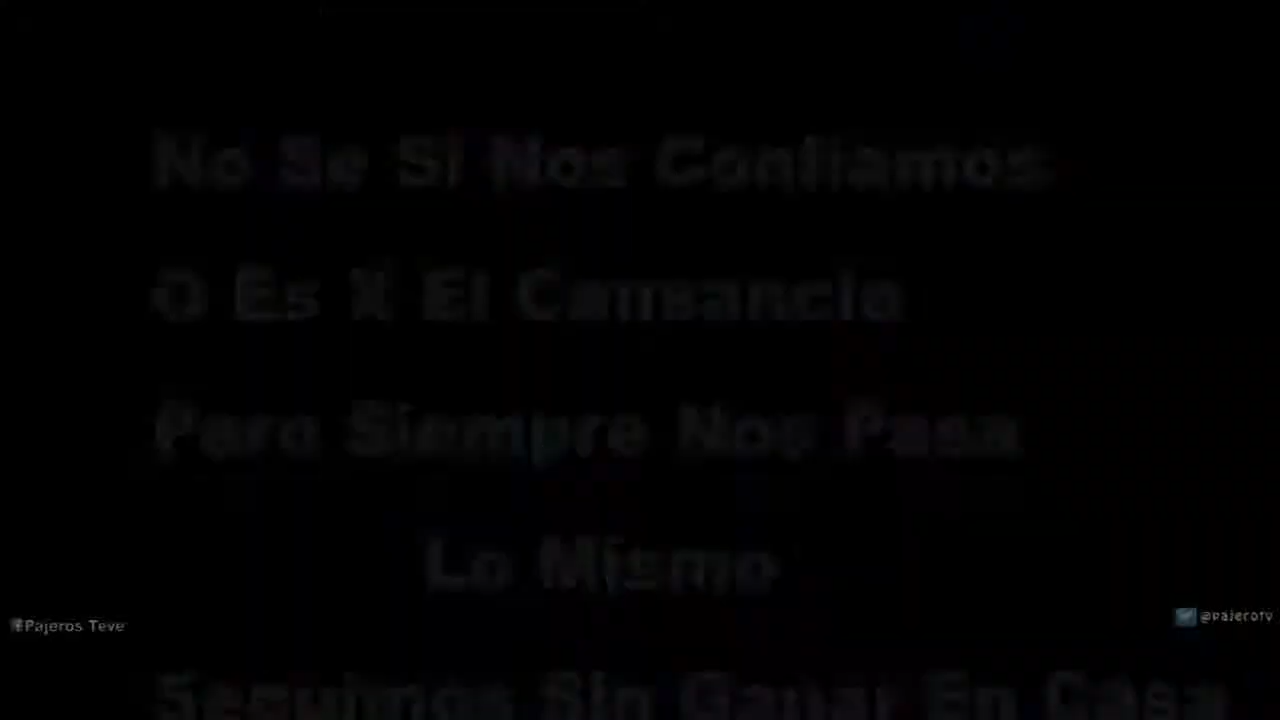 No Se Si Nos Confiamos
O Es X El Cansancio
Pero Siempre Nos Pasa
Lo Mismo
Pajeros Teve
@pajerotv
Seguimos Sin Ganar En Casa